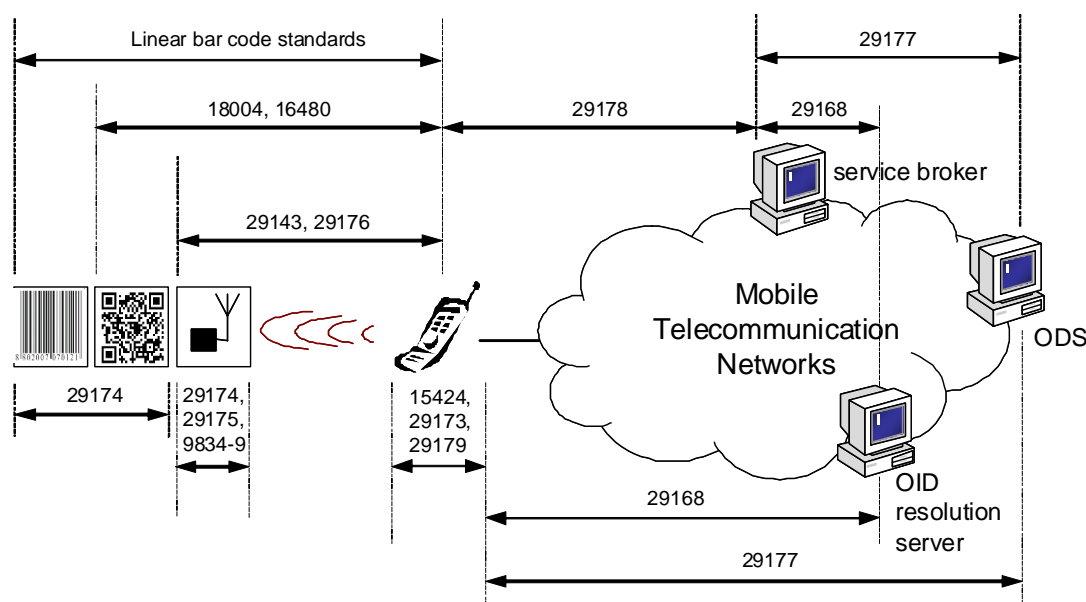 Linear bar code standards
29177
18004, 16480
29178
29168
service broker
29143, 29176
Mobile
Telecommunication
Networks
ODS
8802007070121
29174
29174,
29175,
9834-9
15424,
29173,
29179
OID
resolution
server
29168
29177